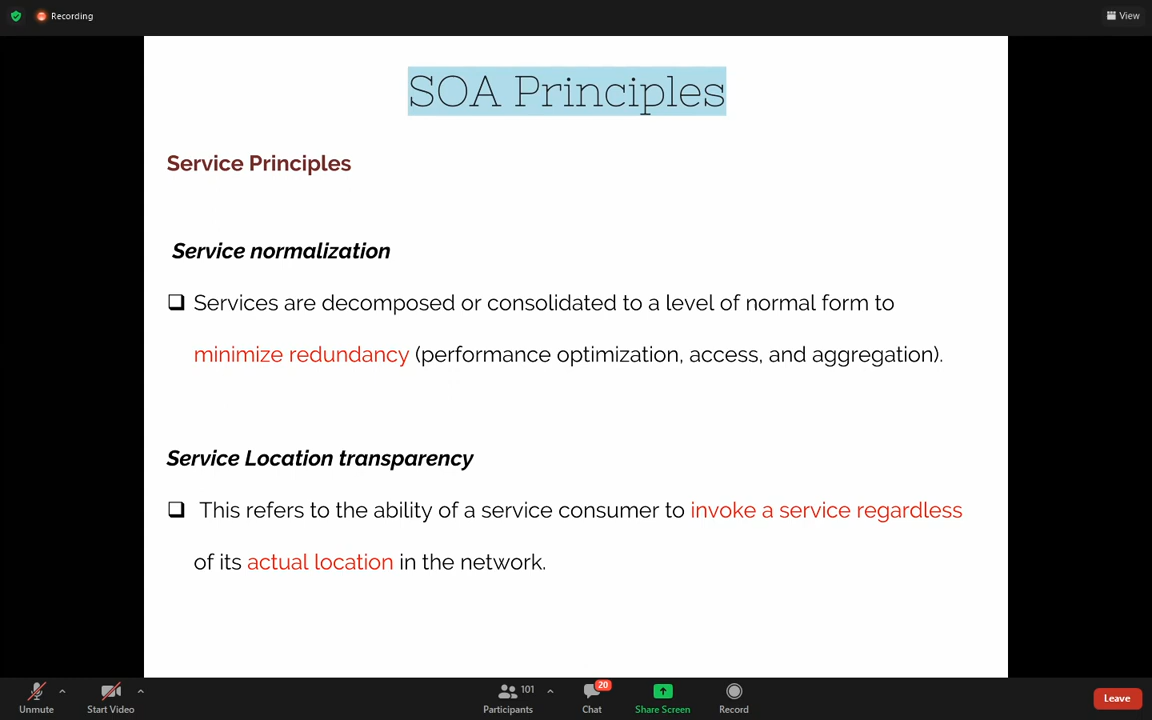 Recording
View
SOA Principles
Service Principles
Service normalization
❑ Services are decomposed or consolidated to a level of normal form to
minimize redundancy (performance optimization, access, and aggregation).
Service Location transparency
❑ This refers to the ability of a service consumer to invoke a service regardless
of its actual location in the network.
101
20
Unmute
Start Video
Participants
Chat
Share Screen
Record
Leave